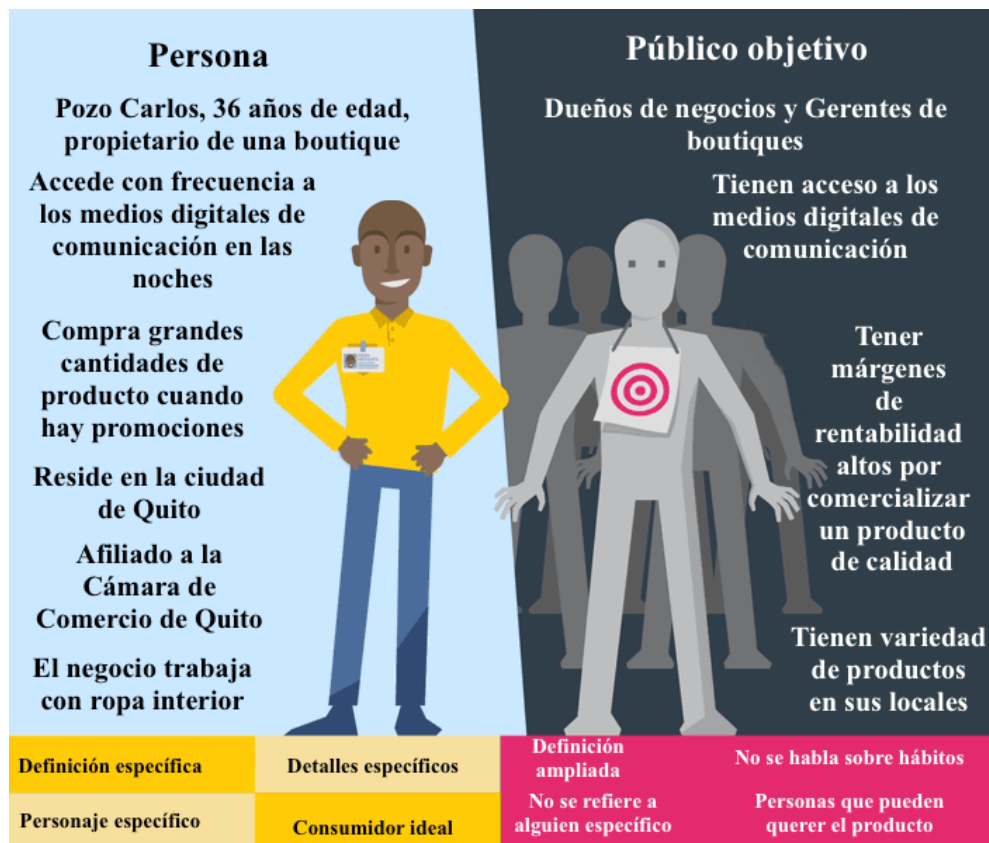 Persona
Pozo Carlos, 36 años de edad,
propietario de una boutique
Accede con frecuencia a
los medios digitales de
comunicación en las
noches
Compra grandes
cantidades de
producto cuando
hay promociones
Reside en la ciudad
de Quito
Afiliado a la
Cámara de
Comercio de Quito
El negocio trabaja
con ropa interior
Público objetivo
Dueños de negocios y Gerentes de
boutiques
Tienen acceso a los
medios digitales de
comunicación
Tener
márgenes
de
rentabilidad
altos por
comercializar
un producto
de calidad
Tienen variedad
de productos
en sus locales
Definición específica
Detalles específicos
Personaje específico
Consumidor ideal
Definición
ampliada
No se habla sobre hábitos
No se refiere a
alguien específico
Personas que pueden
querer el producto